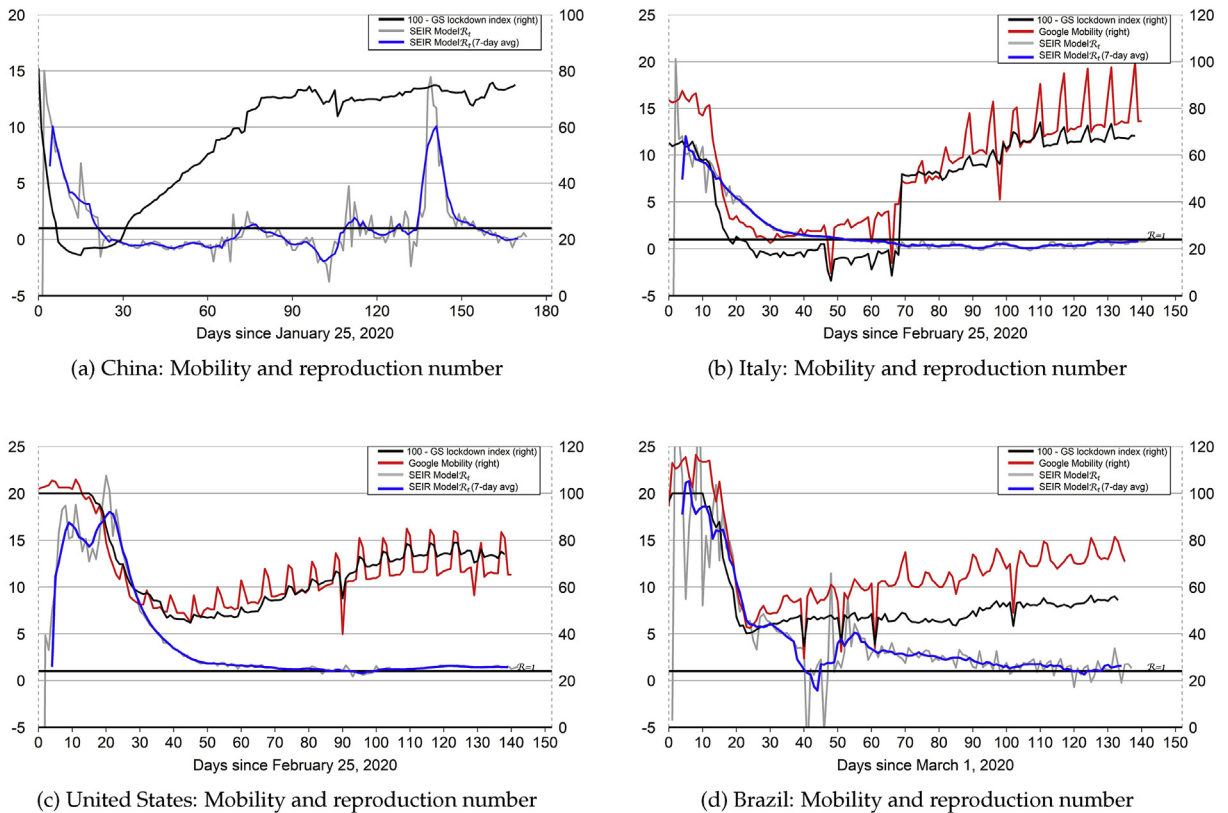 100 - GS lockdown index (right)
SEIR Model ℛt
SEIR Model ℛt (7-day avg)
20
15
10
5
0
-5
100
80
60
40
20
0
0 30 60 90 120 150 180
Days since January 25, 2020
(a) China: Mobility and reproduction number
100 - GS lockdown index (right)
Google Mobility (right)
SEIR Model ℛt
SEIR Model ℛt (7-day avg)
25
20
15
10
5
0
-5
120
100
80
60
40
20
0
ℛ=1
0 10 20 30 40 50 60 70 80 90 100 110 120 130 140 150
Days since February 25, 2020
(b) Italy: Mobility and reproduction number
100 - GS lockdown index (right)
Google Mobility (right)
SEIR Model ℛt
SEIR Model ℛt (7-day avg)
25
20
15
10
5
0
-5
120
100
80
60
40
20
0
ℛ=1
0 10 20 30 40 50 60 70 80 90 100 110 120 130 140 150
Days since February 25, 2020
(c) United States: Mobility and reproduction number
100 - GS lockdown index (right)
Google Mobility (right)
SEIR Model ℛt
SEIR Model ℛt (7-day avg)
25
20
15
10
5
0
-5
120
100
80
60
40
20
0
ℛ=1
0 10 20 30 40 50 60 70 80 90 100 110 120 130 140 150
Days since March 1, 2020
(d) Brazil: Mobility and reproduction number